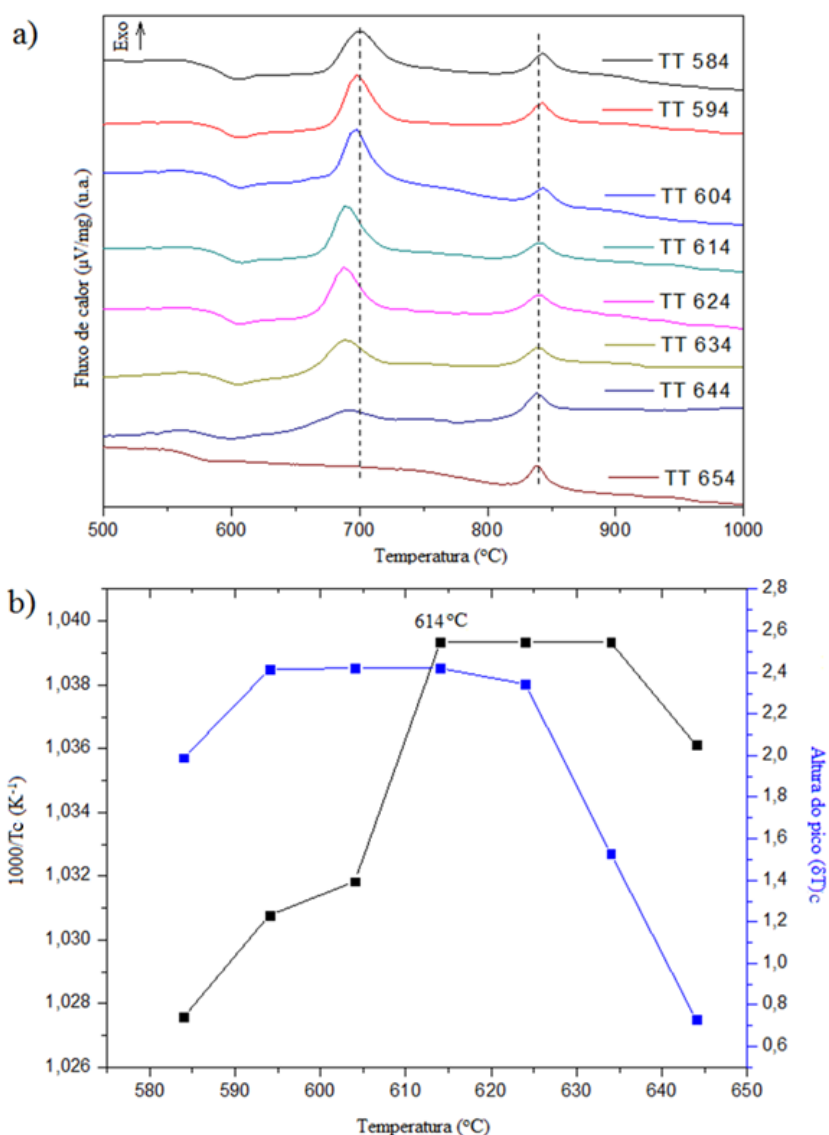 a)
Exo
TT 584
TT 594
TT 604
TT 614
TT 624
TT 634
TT 644
TT 654
Fluxo de calor (µV/mg) (u.a.)
500 600 700 800 900 1000
Temperatura (°C)
b)
614°C
1,040
1,038
1,036
1,034
1,032
1,030
1,028
1,026
1000/Tc (K⁻¹)
2,8
2,6
2,4
2,2
2,0
1,8
1,6
1,4
1,2
1,0
0,8
0,6
Altura do pico (δT)c
580 590 600 610 620 630 640 650
Temperatura (°C)